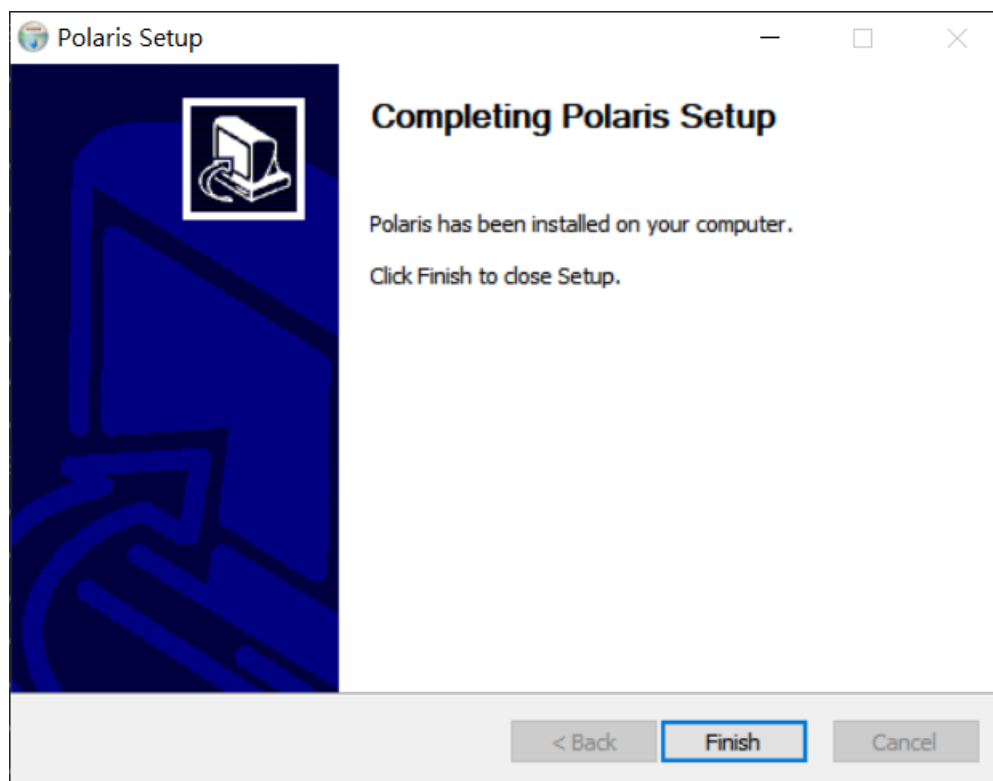 Polaris Setup
Completing Polaris Setup
Polaris has been installed on your computer.
Click Finish to close Setup.
< Back
Finish
Cancel